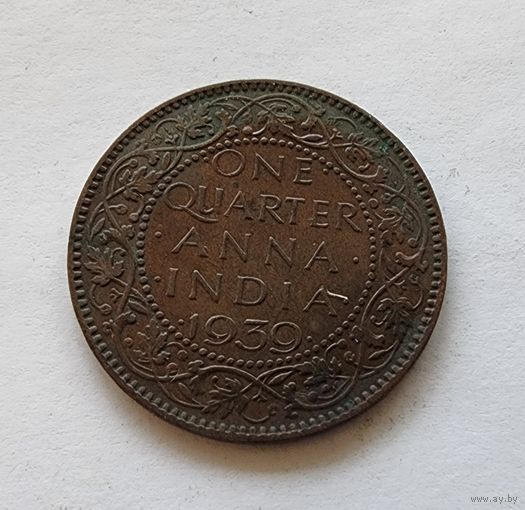 ONE
QUARTER
· ANNA ·
· INDIA ·
1939
www.ay.by